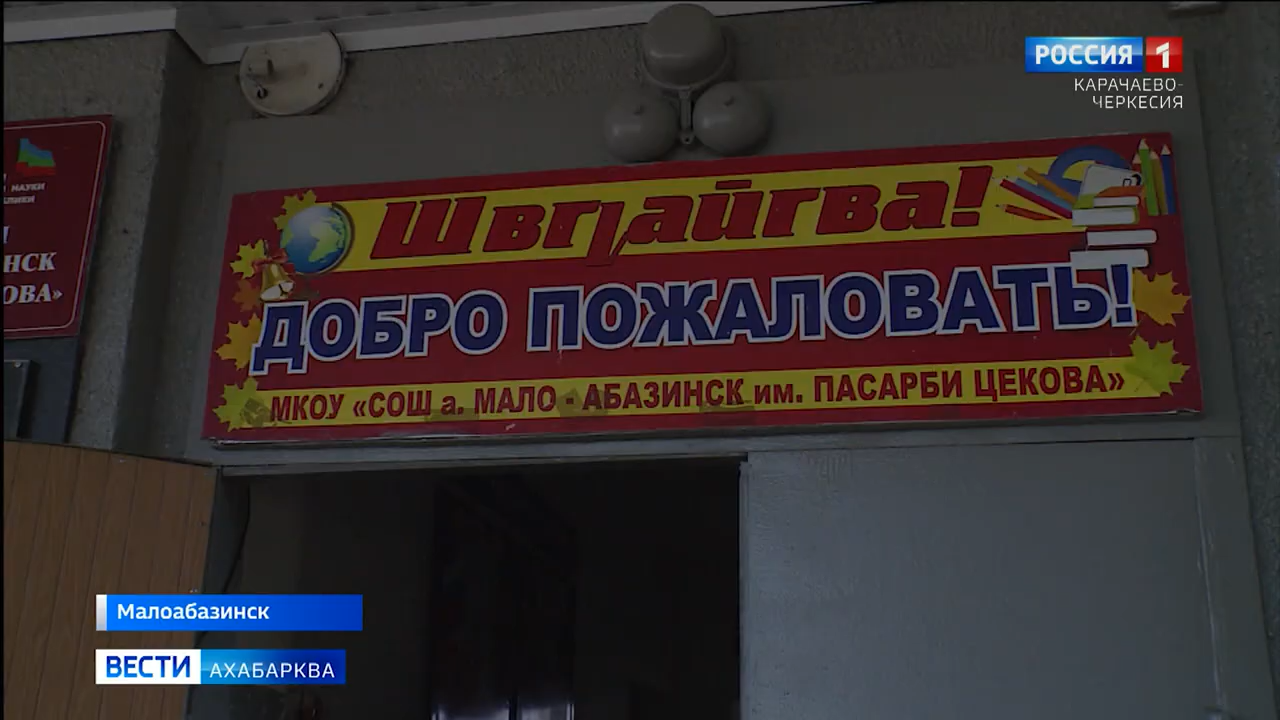 РОССИЯ 1
КАРАЧАЕВО-
ЧЕРКЕСИЯ
НАУКИ
НСК
ОВА»
Швгӏайгва!
ДОБРО ПОЖАЛОВАТЬ!
МКОУ «СОШ а. МАЛО - АБАЗИНСК им. ПАСАРБИ ЦЕКОВА»
Малоабазинск
ВЕСТИ АХАБАРКВА